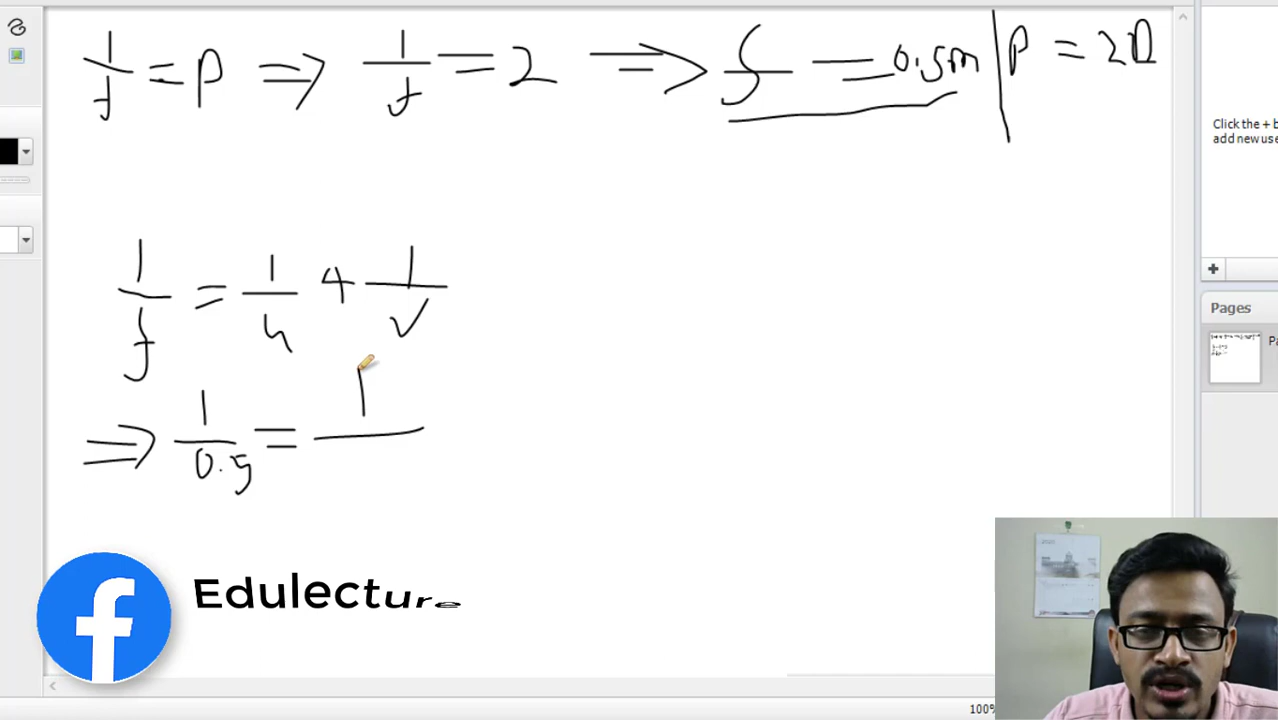 1/f = P ⇒ 1/f = 2 ⇒ f = 0.5m | P = 2D
1/f = 1/u + 1/v
⇒ 1/0.5 = 1/
Edulecture
Click the + b
add new use
Pages
Pa
100%